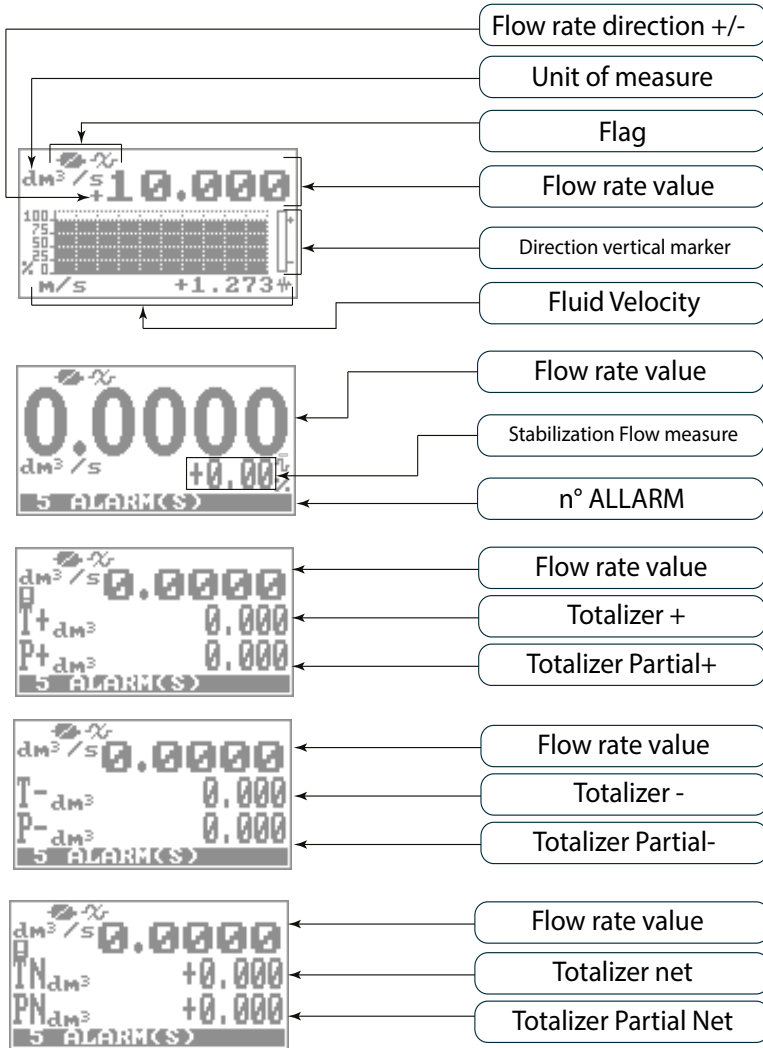 Flow rate direction +/-
Unit of measure
Flag
dm³/s
+10.000
Flow rate value
100
75
50
25
% 0
+
-
Direction vertical marker
m/s +1.273
Fluid Velocity
0.0000
Flow rate value
dm³/s
+0.00
%
Stabilization Flow measure
5 ALARM(S)
n° ALLARM
dm³/s 0.0000
Flow rate value
T+dm³ 0.000
Totalizer +
P+dm³ 0.000
Totalizer Partial+
5 ALARM(S)
dm³/s 0.0000
Flow rate value
T-dm³ 0.000
Totalizer -
P-dm³ 0.000
Totalizer Partial-
5 ALARM(S)
dm³/s 0.0000
Flow rate value
TNdm³ +0.000
Totalizer net
PNdm³ +0.000
Totalizer Partial Net
5 ALARM(S)